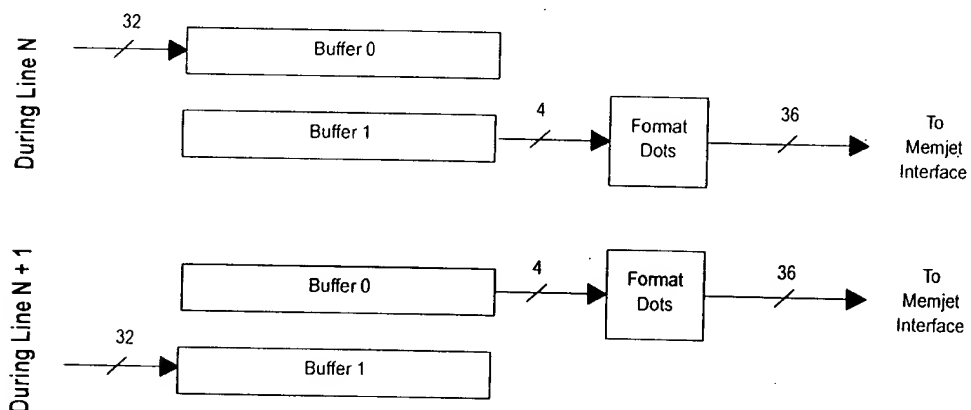 During Line N
32
Buffer 0
Buffer 1
4
Format
Dots
36
To
Memjet
Interface
During Line N + 1
Buffer 0
4
Format
Dots
36
To
Memjet
Interface
32
Buffer 1